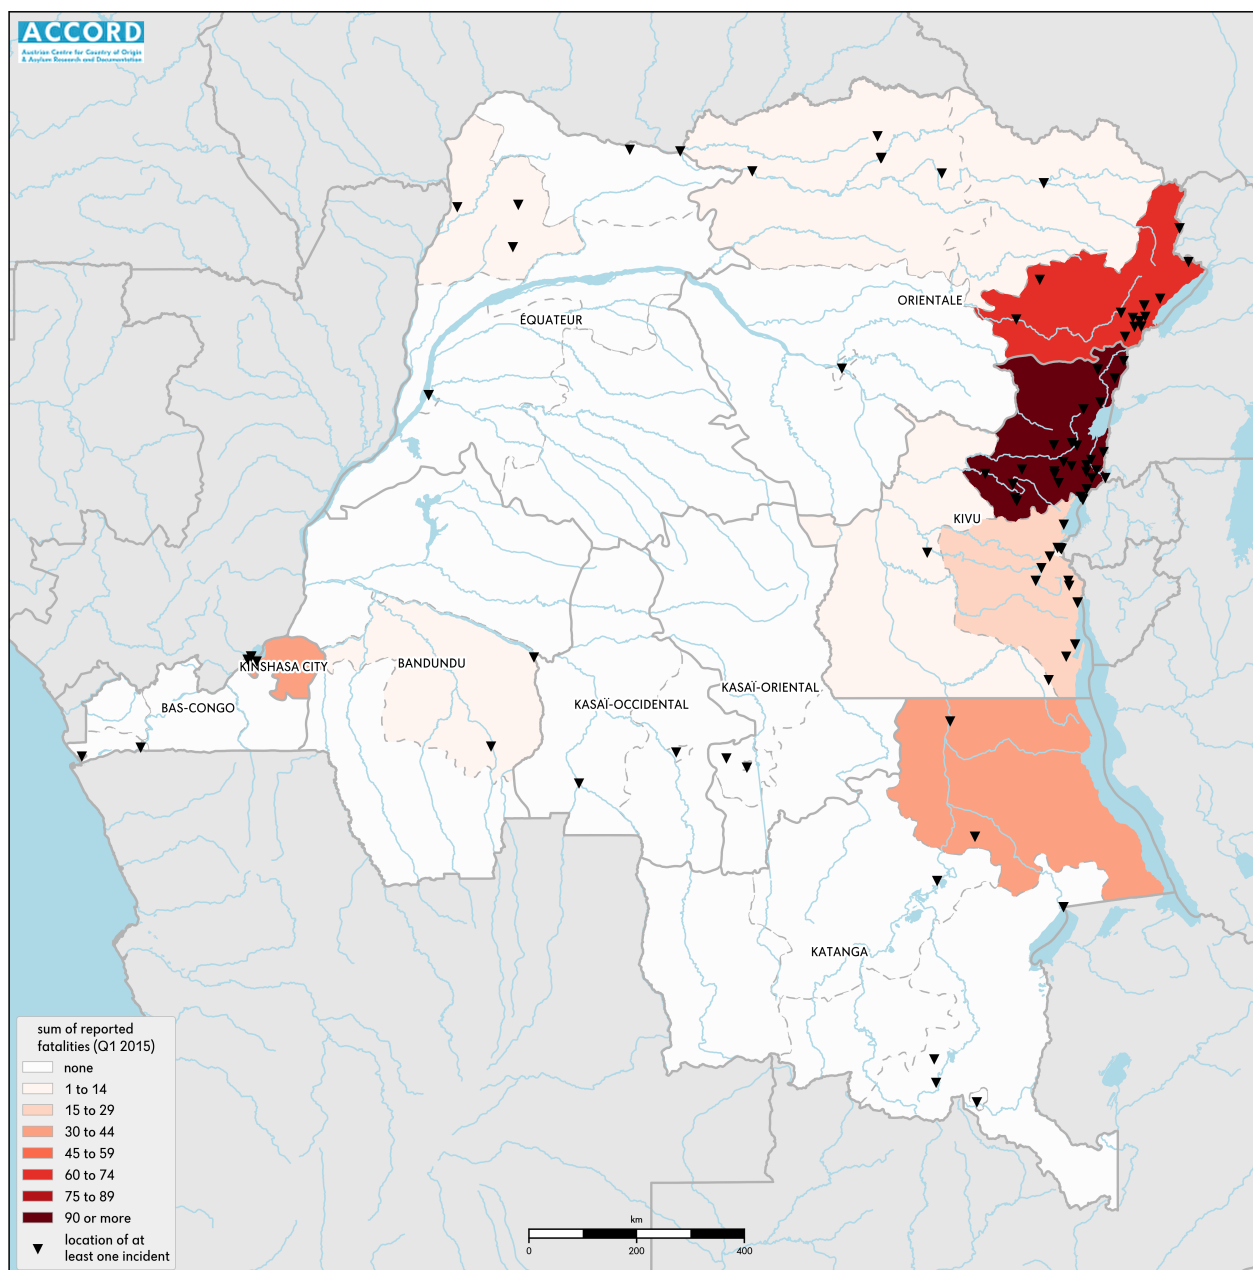 ACCORD
Austrian Centre for Country of Origin
& Asylum Research and Documentation
ORIENTALE
ÉQUATEUR
KIVU
KINSHASA CITY
BANDUNDU
KASAÏ-ORIENTAL
BAS-CONGO
KASAÏ-OCCIDENTAL
KATANGA
sum of reported
fatalities (Q1 2015)
none
1 to 14
15 to 29
30 to 44
45 to 59
60 to 74
75 to 89
90 or more
location of at
least one incident
km
0 200 400